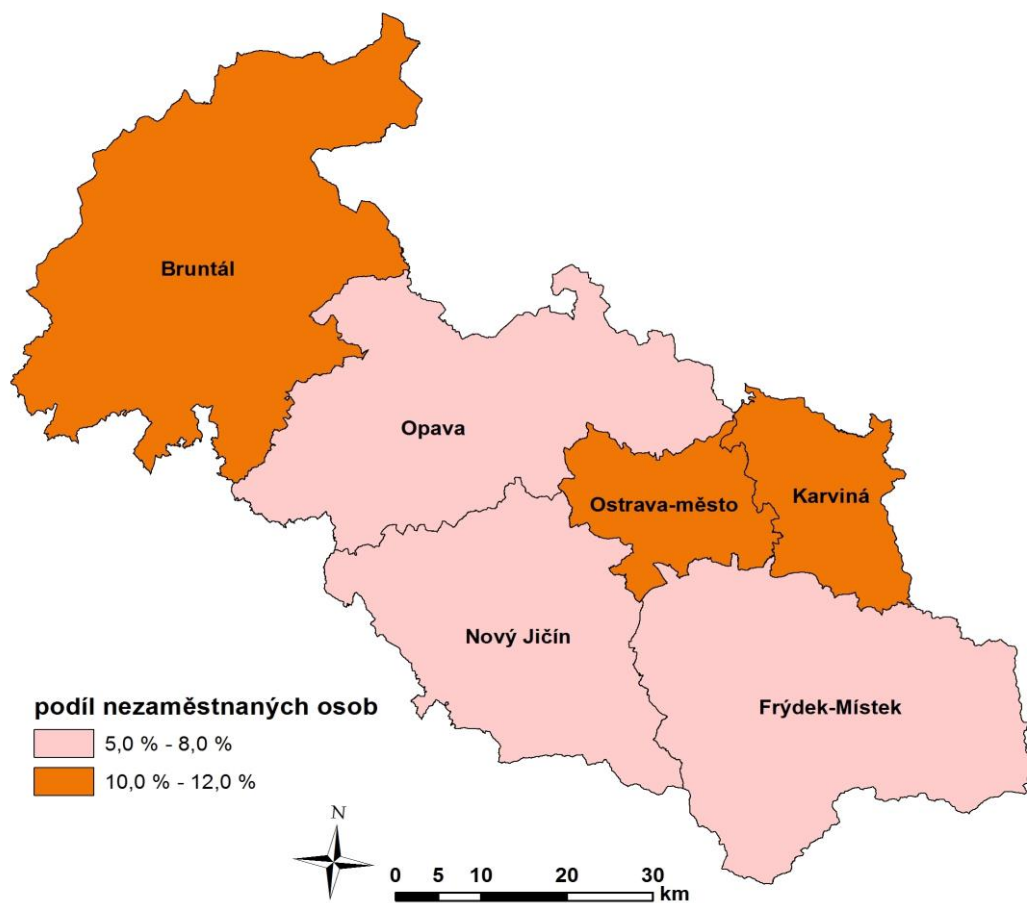 Bruntál
Opava
Ostrava-město
Karviná
Nový Jičín
Frýdek-Místek
podíl nezaměstnaných osob
5,0 % - 8,0 %
10,0 % - 12,0 %
N
0 5 10 20 30
km